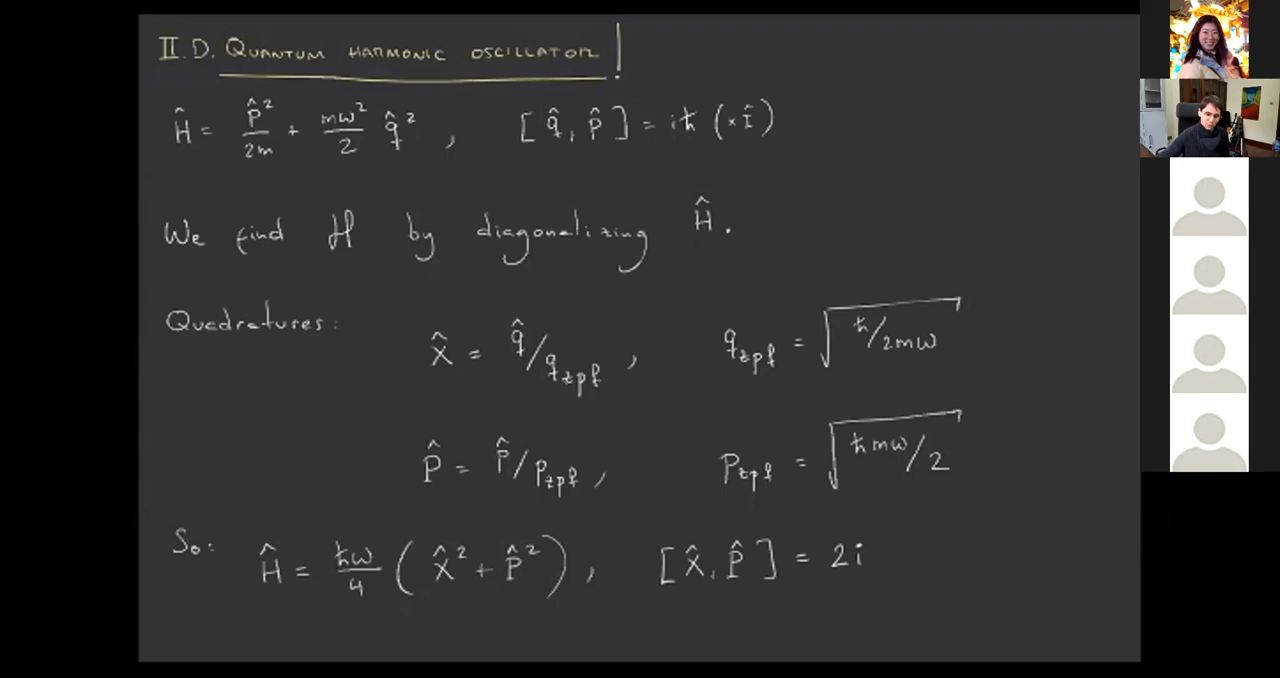 II.D. QUANTUM HARMONIC OSCILLATOR!
Ĥ = p̂²/2m + mω²/2 q̂² , [q̂, p̂] = iħ (×Î)
We find ℋ by diagonalizing Ĥ.
Quadratures:
X̂ = q̂/q_zpf , q_zpf = √(ħ/2mω)
P̂ = p̂/p_zpf , p_zpf = √(ħmω/2)
So: Ĥ = ħω/4 (X̂² + P̂²) , [X̂, P̂] = 2i